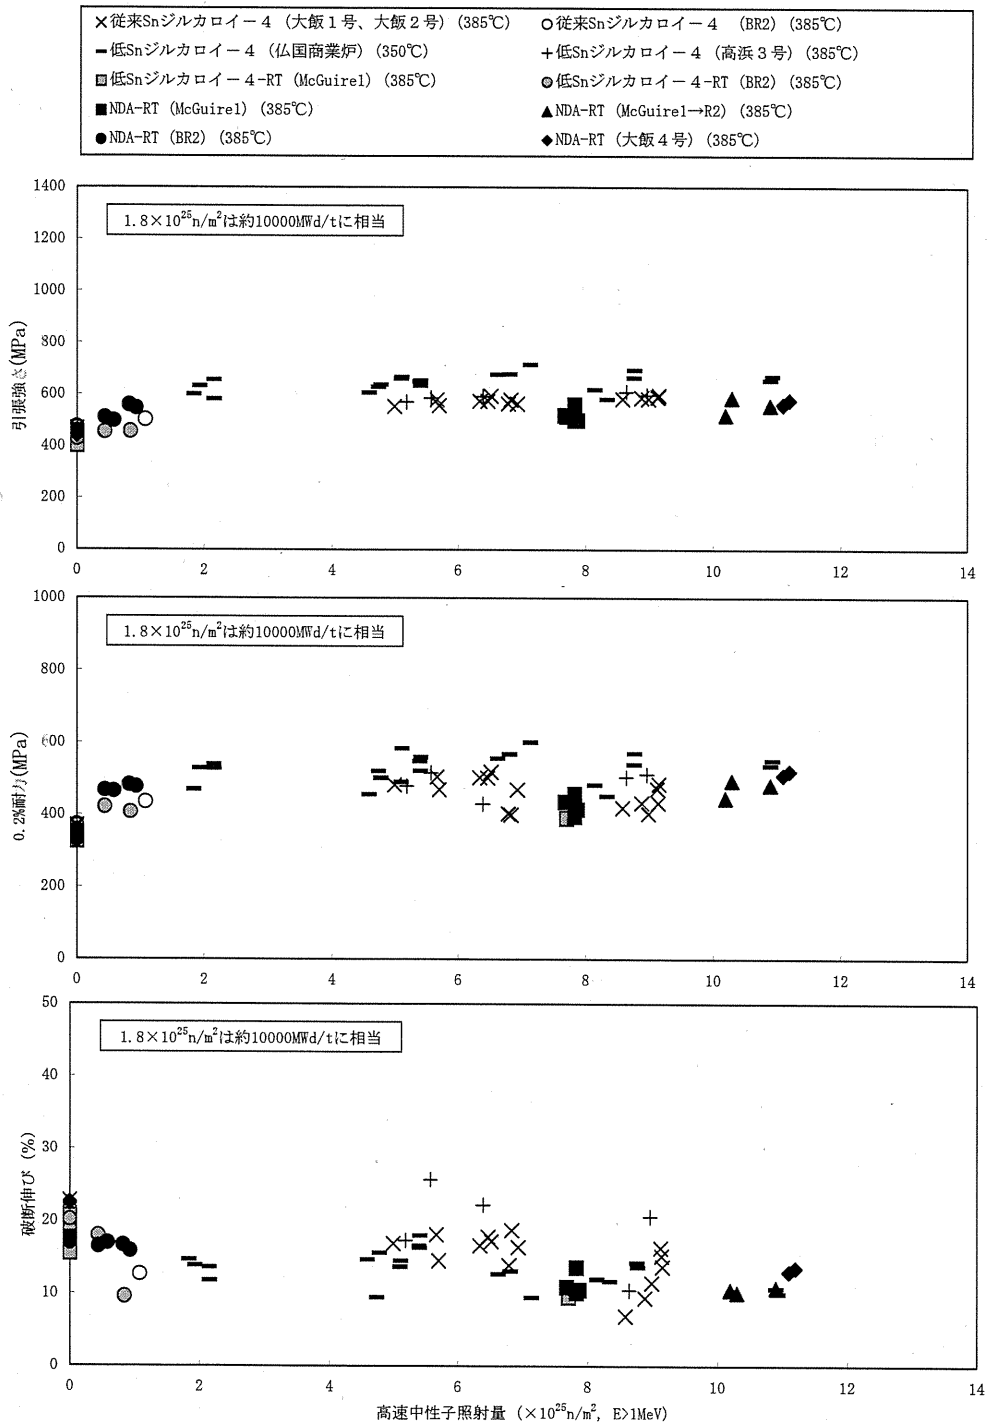 ×従来Snジルカロイー4 (大飯1号、大飯2号) (385℃)
○従来Snジルカロイー4 (BR2) (385℃)
低Snジルカロイー4 (仏国商業炉) (350℃)
+低Snジルカロイー4 (高浜3号) (385℃)
低Snジルカロイー4-RT (McGuire1) (385℃)
低Snジルカロイー4-RT (BR2) (385℃)
■NDA-RT (McGuire1) (385℃)
▲NDA-RT (McGuire1→R2) (385℃)
●NDA-RT (BR2) (385℃)
◆NDA-RT (大飯4号) (385℃)
1.8×10²⁵n/m²は約10000MWd/tに相当
引張強さ(MPa)
1400
1200
1000
800
600
400
200
0
0 2 4 6 8 10 12 14
1.8×10²⁵n/m²は約10000MWd/tに相当
0.2%耐力(MPa)
1000
800
600
400
200
0
0 2 4 6 8 10 12 14
1.8×10²⁵n/m²は約10000MWd/tに相当
破断伸び (%)
50
40
30
20
10
0
0 2 4 6 8 10 12 14
高速中性子照射量 (×10²⁵n/m², E>1MeV)